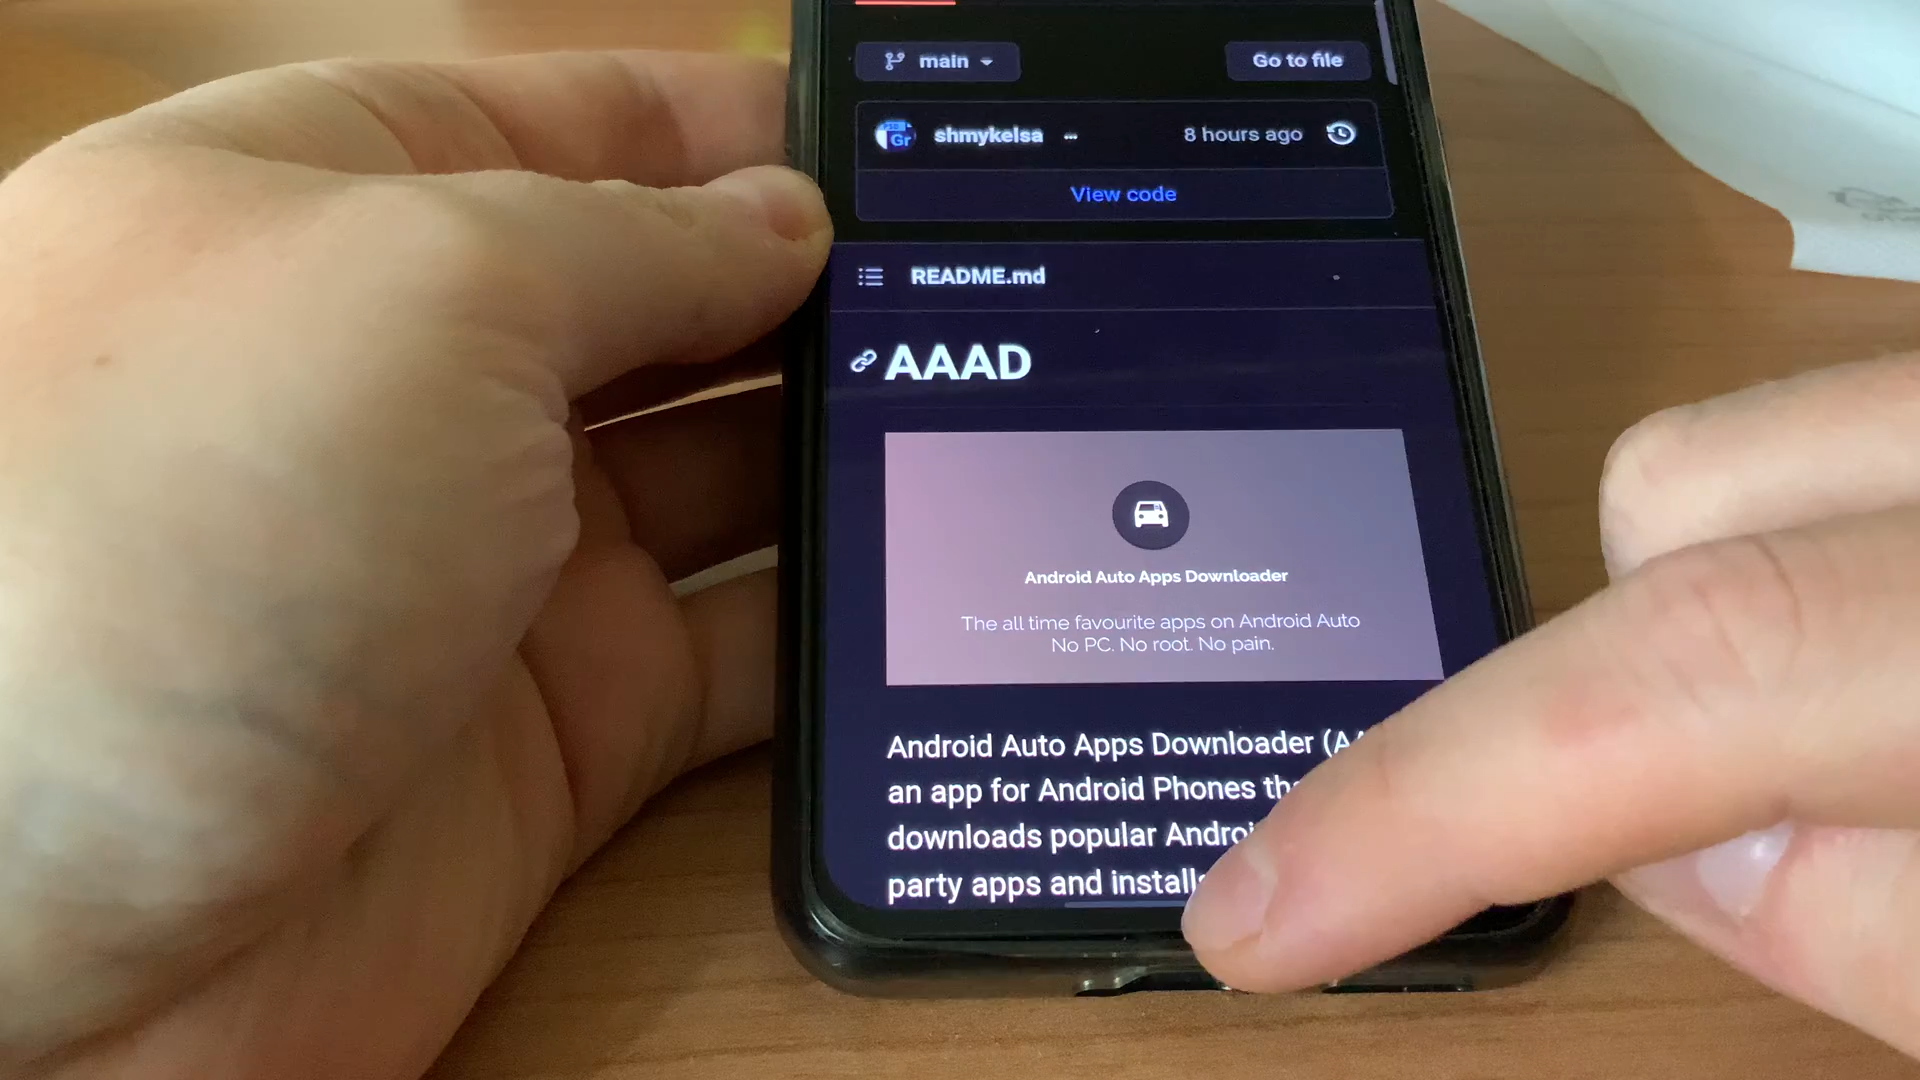 main
Go to file
shmykelsa
8 hours ago
View code
README.md
AAAD
Android Auto Apps Downloader
The all time favourite apps on Android Auto
No PC. No root. No pain.
Android Auto Apps Downloader
an app for Android Phones
downloads popular
party apps and